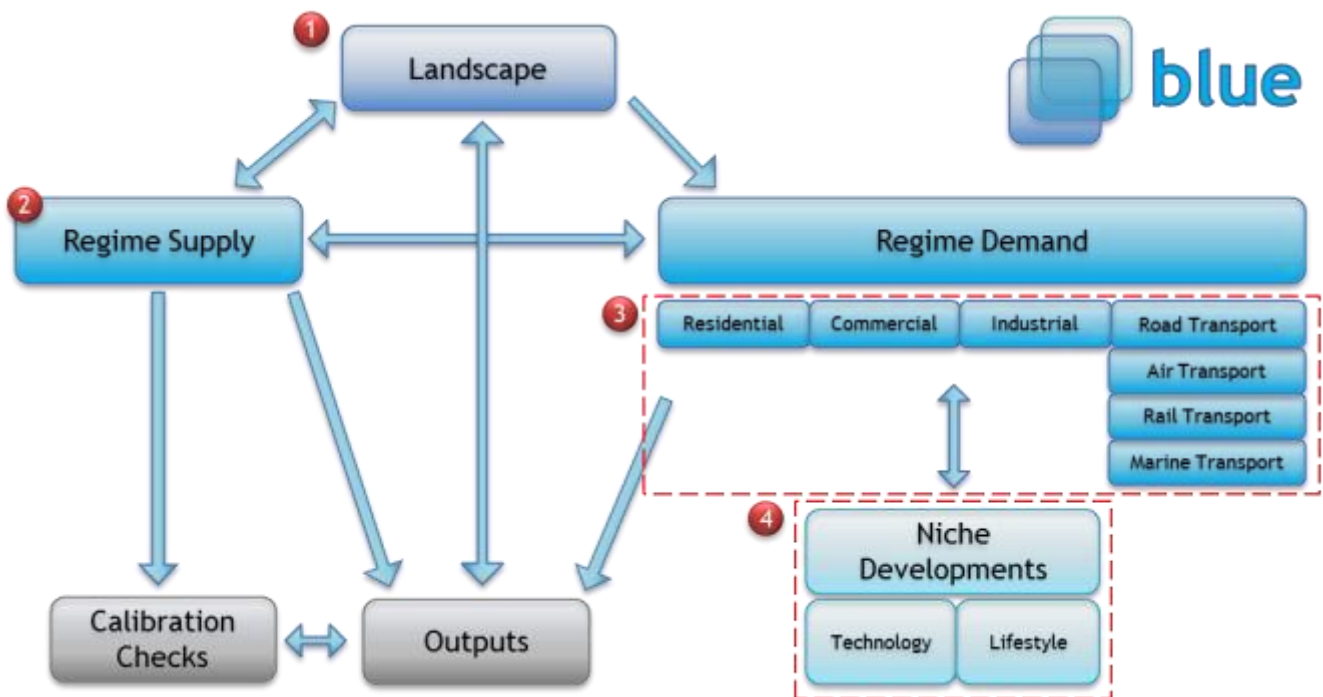 1
Landscape
blue
2
Regime Supply
Regime Demand
3
Residential
Commercial
Industrial
Road Transport
Air Transport
Rail Transport
Marine Transport
4
Niche
Developments
Technology
Lifestyle
Calibration
Checks
Outputs